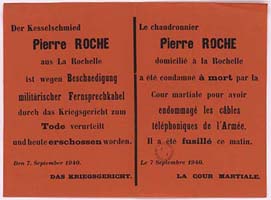 Der Kesselschmied
Pierre ROCHE
aus La Rochelle
ist wegen Beschaedigung
militärischer Fernsprechkabel
durch das Kriegsgericht zum
Tode verurteilt
und heute erschossen worden.
Den 7. September 1940.
DAS KRIEGSGERICHT.
Le chaudronnier
Pierre ROCHE
domicilié à la Rochelle
a été condamné à mort par la
Cour martiale pour avoir
endommagé les câbles
téléphoniques de l'Armée.
Il a été fusillé ce matin.
Le 7 Septembre 1940.
LA COUR MARTIALE.